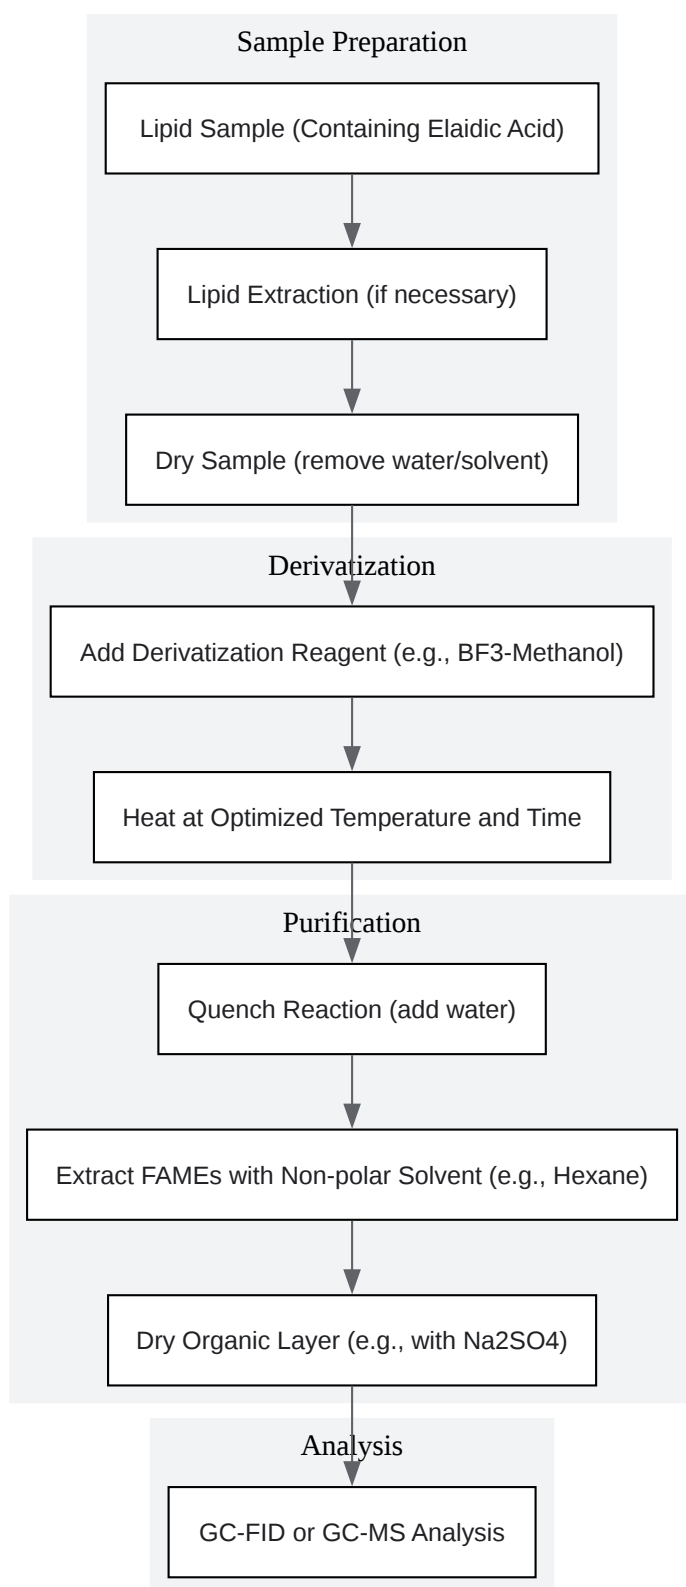 Sample Preparation
Lipid Sample (Containing Elaidic Acid)
Lipid Extraction (if necessary)
Dry Sample (remove water/solvent)
Derivatization
Add Derivatization Reagent (e.g., BF3-Methanol)
Heat at Optimized Temperature and Time
Purification
Quench Reaction (add water)
Extract FAMEs with Non-polar Solvent (e.g., Hexane)
Dry Organic Layer (e.g., with Na2SO4)
Analysis
GC-FID or GC-MS Analysis